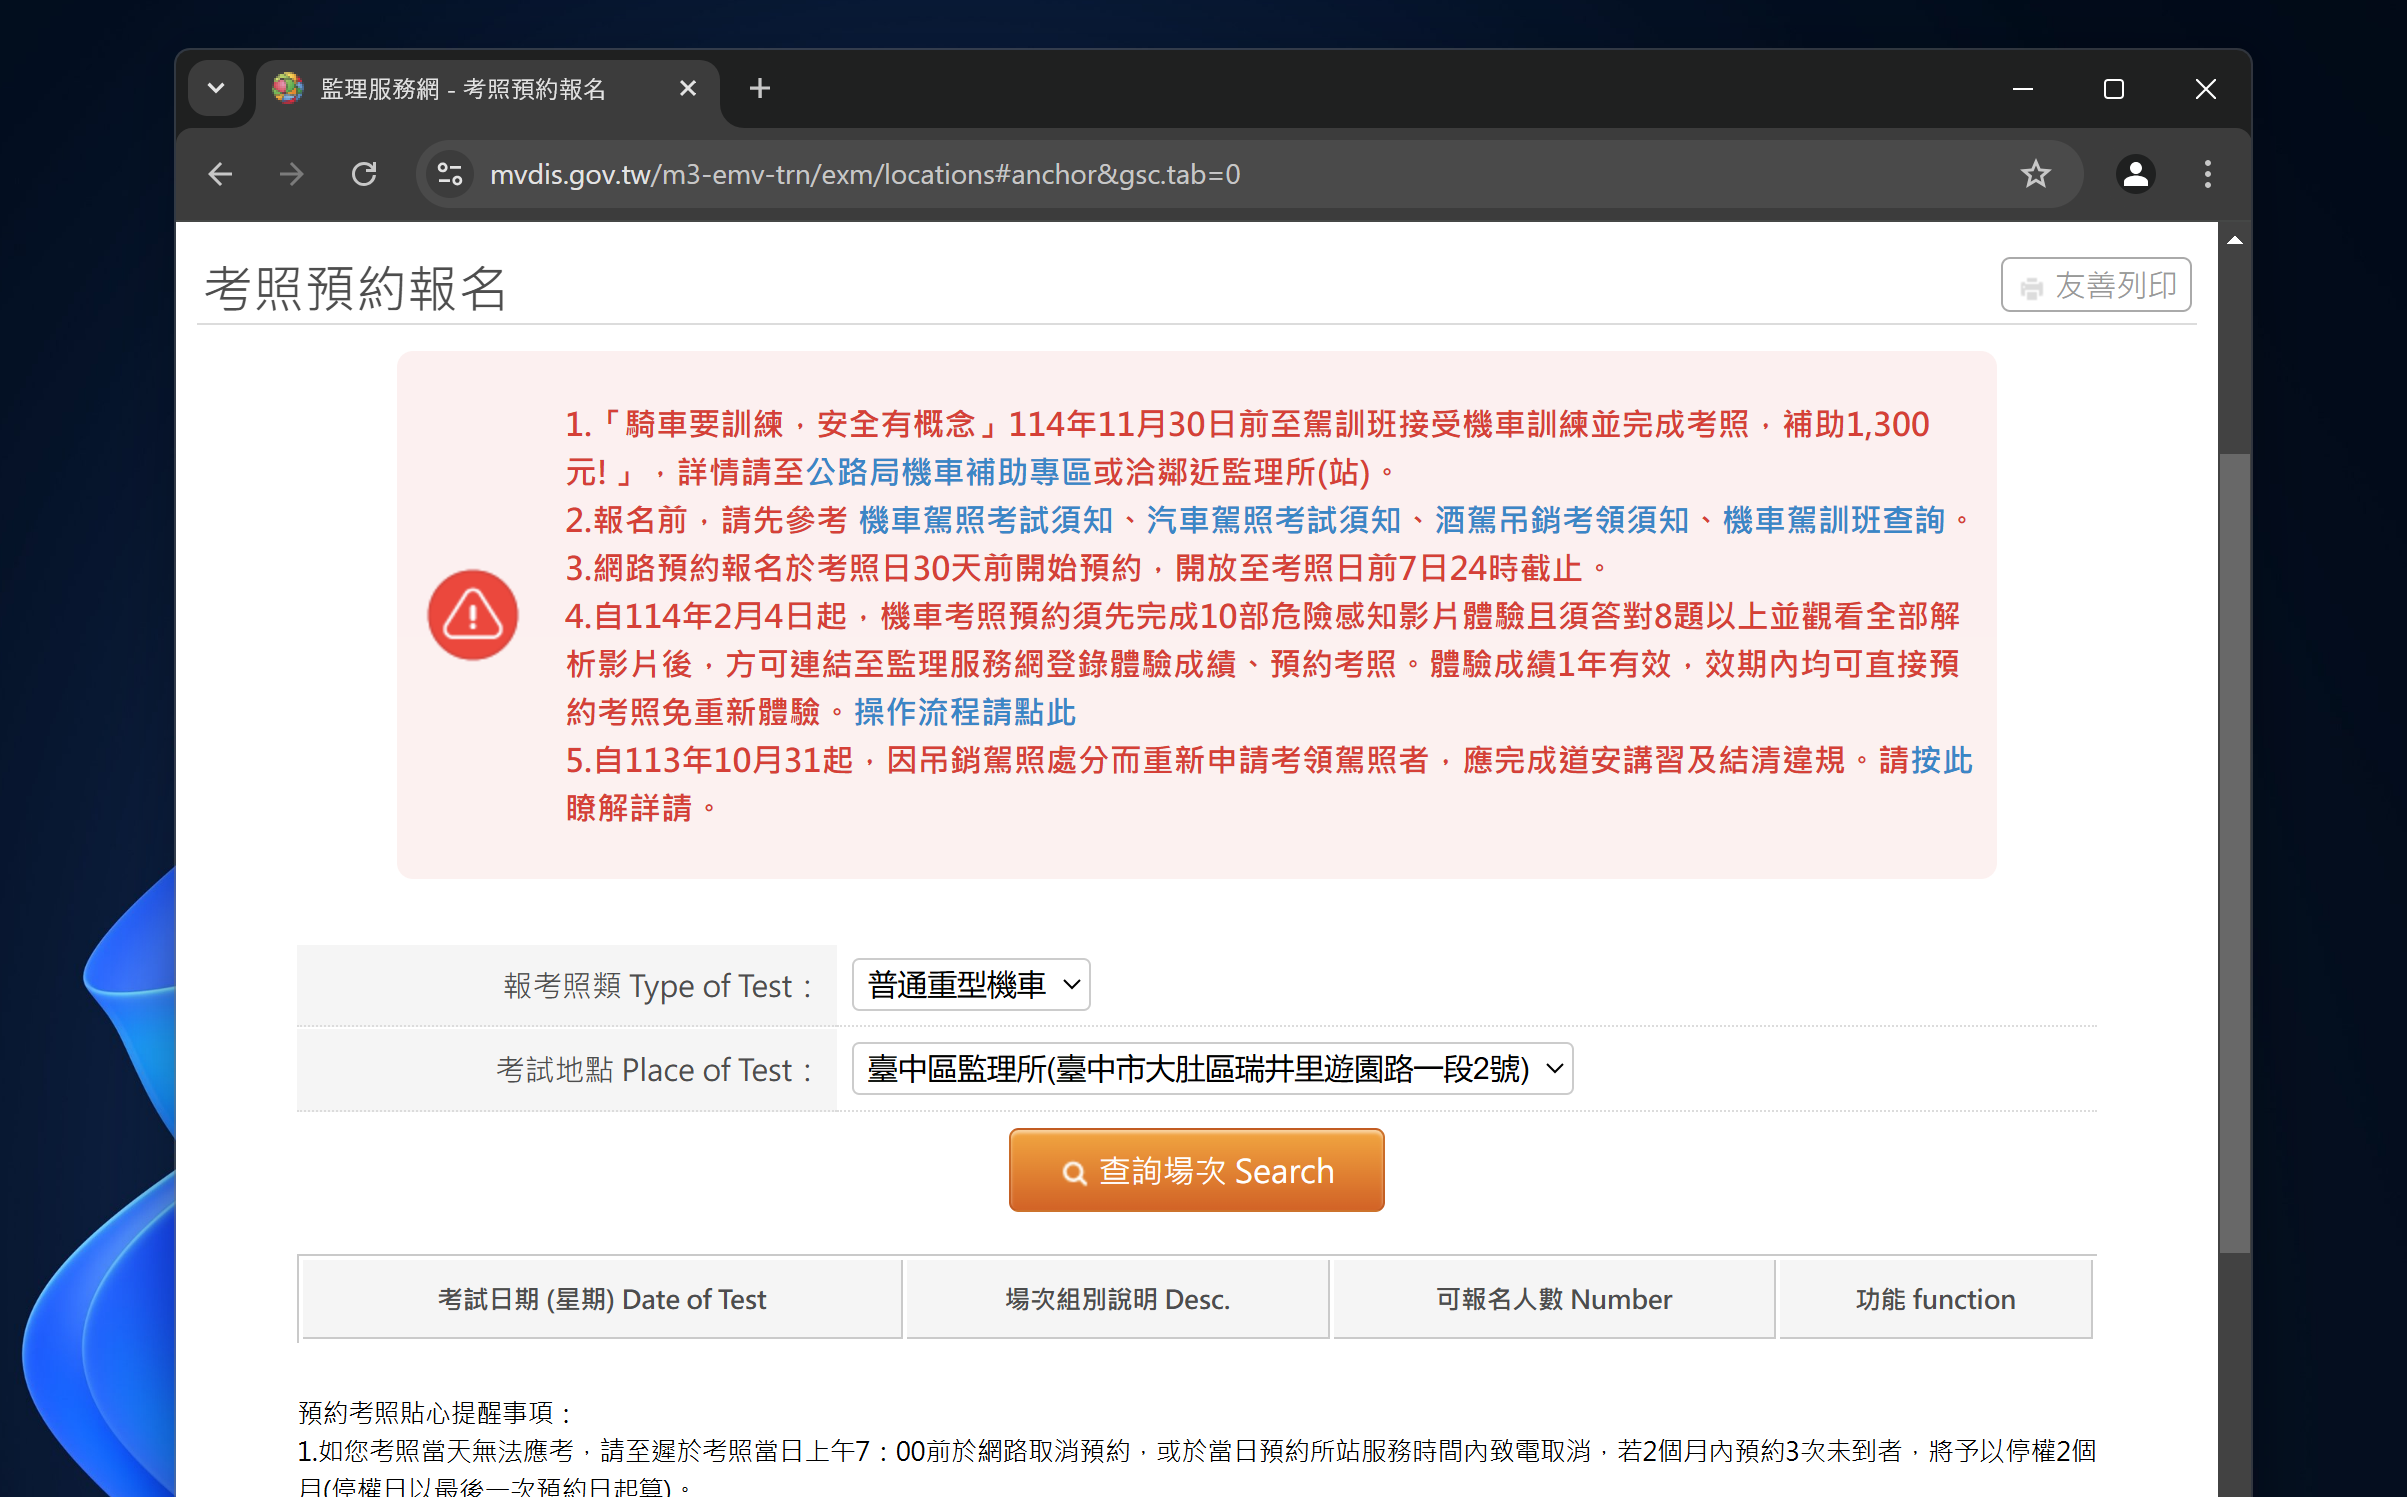 監理服務網 - 考照預約報名
mvdis.gov.tw/m3-emv-trn/exm/locations#anchor&gsc.tab=0
考照預約報名
友善列印
1.「騎車要訓練，安全有概念」114年11月30日前至駕訓班接受機車訓練並完成考照，補助1,300
元! 」，詳情請至公路局機車補助專區或洽鄰近監理所(站)。
2.報名前，請先參考 機車駕照考試須知、汽車駕照考試須知、酒駕吊銷考領須知、機車駕訓班查詢。
3.網路預約報名於考照日30天前開始預約，開放至考照日前7日24時截止。
4.自114年2月4日起，機車考照預約須先完成10部危險感知影片體驗且須答對8題以上並觀看全部解
析影片後，方可連結至監理服務網登錄體驗成績、預約考照。體驗成績1年有效，效期內均可直接預
約考照免重新體驗。操作流程請點此
5.自113年10月31起，因吊銷駕照處分而重新申請考領駕照者，應完成道安講習及結清違規。請按此
瞭解詳請。
報考照類 Type of Test：
普通重型機車
考試地點 Place of Test：
臺中區監理所(臺中市大肚區瑞井里遊園路一段2號)
查詢場次 Search
考試日期 (星期) Date of Test
場次組別說明 Desc.
可報名人數 Number
功能 function
預約考照貼心提醒事項：
1.如您考照當天無法應考，請至遲於考照當日上午7：00前於網路取消預約，或於當日預約所站服務時間內致電取消，若2個月內預約3次未到者，將予以停權2個
月(停權日以最後一次預約日起算)。